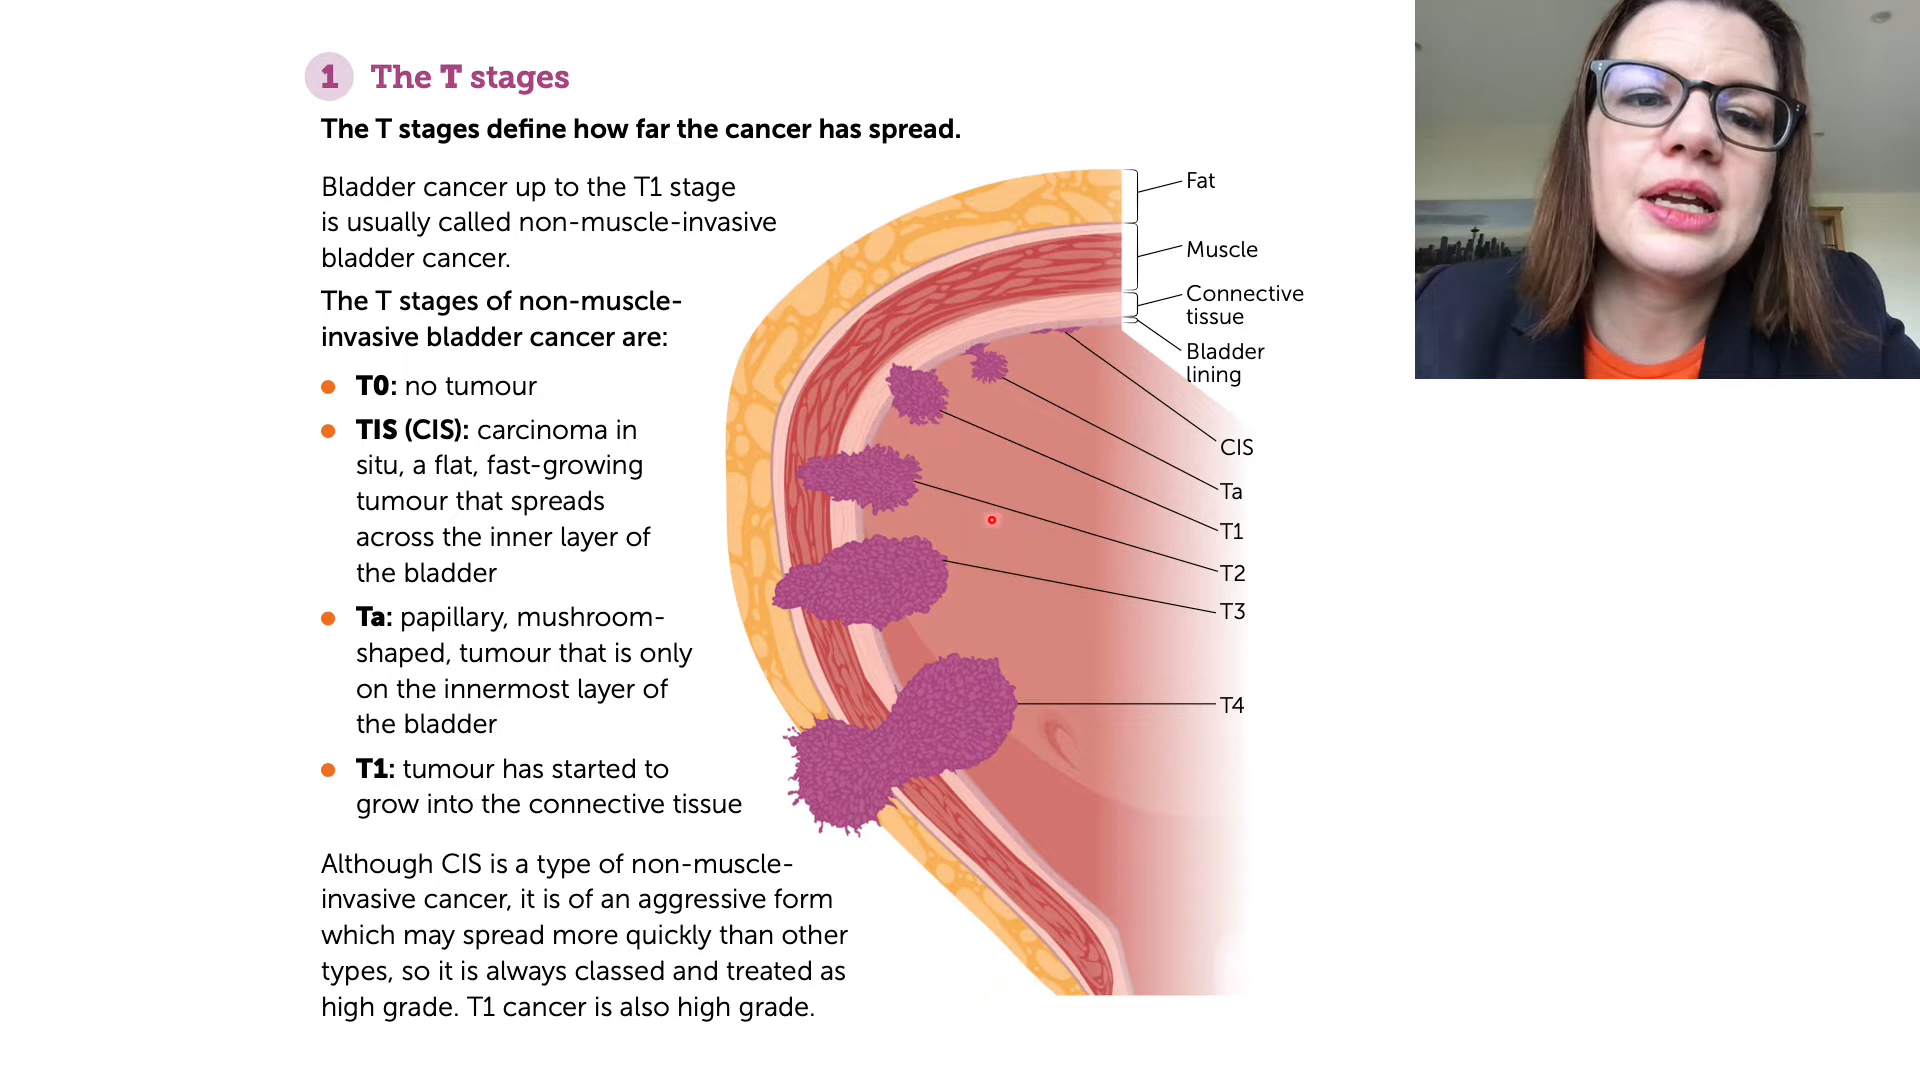 1 The T stages
The T stages define how far the cancer has spread.
Bladder cancer up to the T1 stage
is usually called non-muscle-invasive
bladder cancer.
The T stages of non-muscle-
invasive bladder cancer are:
T0: no tumour
TIS (CIS): carcinoma in
situ, a flat, fast-growing
tumour that spreads
across the inner layer of
the bladder
Ta: papillary, mushroom-
shaped, tumour that is only
on the innermost layer of
the bladder
T1: tumour has started to
grow into the connective tissue
Although CIS is a type of non-muscle-
invasive cancer, it is of an aggressive form
which may spread more quickly than other
types, so it is always classed and treated as
high grade. T1 cancer is also high grade.
Fat
Muscle
Connective
tissue
Bladder
lining
CIS
Ta
T1
T2
T3
T4